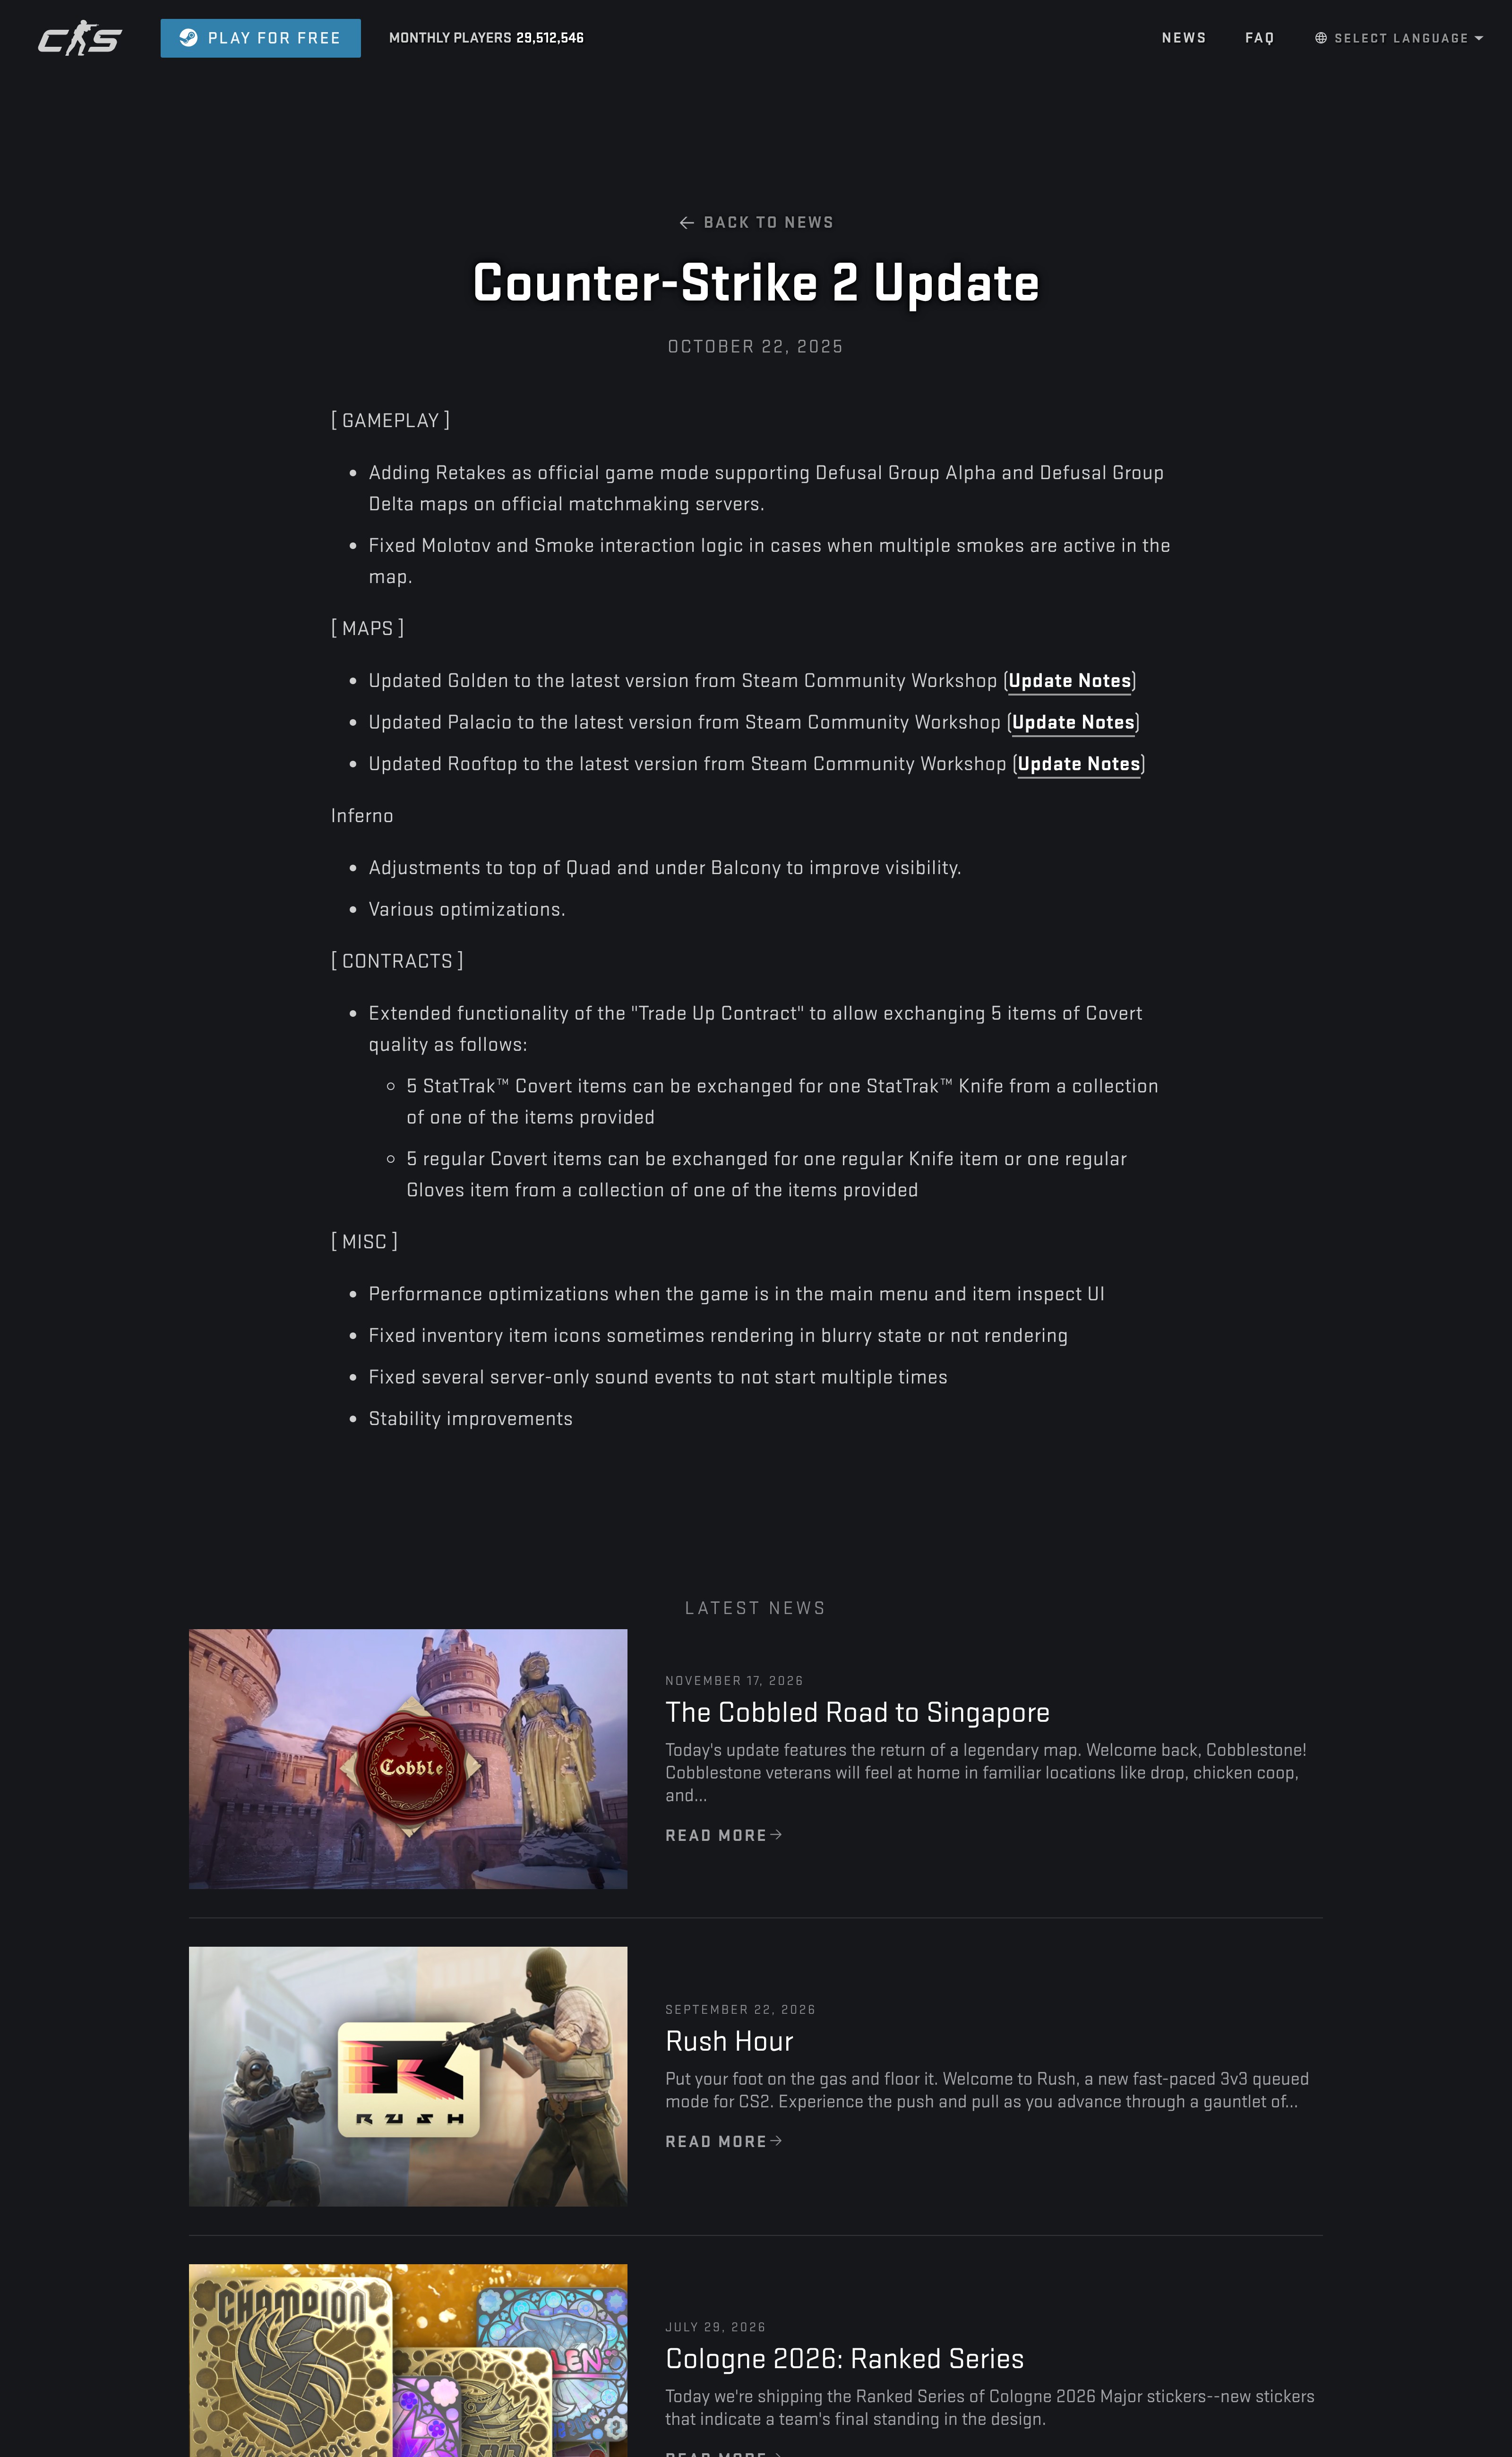 CS
PLAY FOR FREE
MONTHLY PLAYERS 29,512,546
NEWS
FAQ
SELECT LANGUAGE
BACK TO NEWS
Counter-Strike 2 Update
OCTOBER 22, 2025
[ GAMEPLAY ]
• Adding Retakes as official game mode supporting Defusal Group Alpha and Defusal Group
Delta maps on official matchmaking servers.
• Fixed Molotov and Smoke interaction logic in cases when multiple smokes are active in the
map.
[ MAPS ]
• Updated Golden to the latest version from Steam Community Workshop (Update Notes)
• Updated Palacio to the latest version from Steam Community Workshop (Update Notes)
• Updated Rooftop to the latest version from Steam Community Workshop (Update Notes)
Inferno
• Adjustments to top of Quad and under Balcony to improve visibility.
• Various optimizations.
[ CONTRACTS ]
• Extended functionality of the "Trade Up Contract" to allow exchanging 5 items of Covert
quality as follows:
◦ 5 StatTrak™ Covert items can be exchanged for one StatTrak™ Knife from a collection
of one of the items provided
◦ 5 regular Covert items can be exchanged for one regular Knife item or one regular
Gloves item from a collection of one of the items provided
[ MISC ]
• Performance optimizations when the game is in the main menu and item inspect UI
• Fixed inventory item icons sometimes rendering in blurry state or not rendering
• Fixed several server-only sound events to not start multiple times
• Stability improvements
LATEST NEWS
Cobble
NOVEMBER 17, 2026
The Cobbled Road to Singapore
Today's update features the return of a legendary map. Welcome back, Cobblestone!
Cobblestone veterans will feel at home in familiar locations like drop, chicken coop,
and...
READ MORE
RUSH
SEPTEMBER 22, 2026
Rush Hour
Put your foot on the gas and floor it. Welcome to Rush, a new fast-paced 3v3 queued
mode for CS2. Experience the push and pull as you advance through a gauntlet of...
READ MORE
CHAMPION
COLOGNE 2026
JULY 29, 2026
Cologne 2026: Ranked Series
Today we're shipping the Ranked Series of Cologne 2026 Major stickers--new stickers
that indicate a team's final standing in the design.
READ MORE